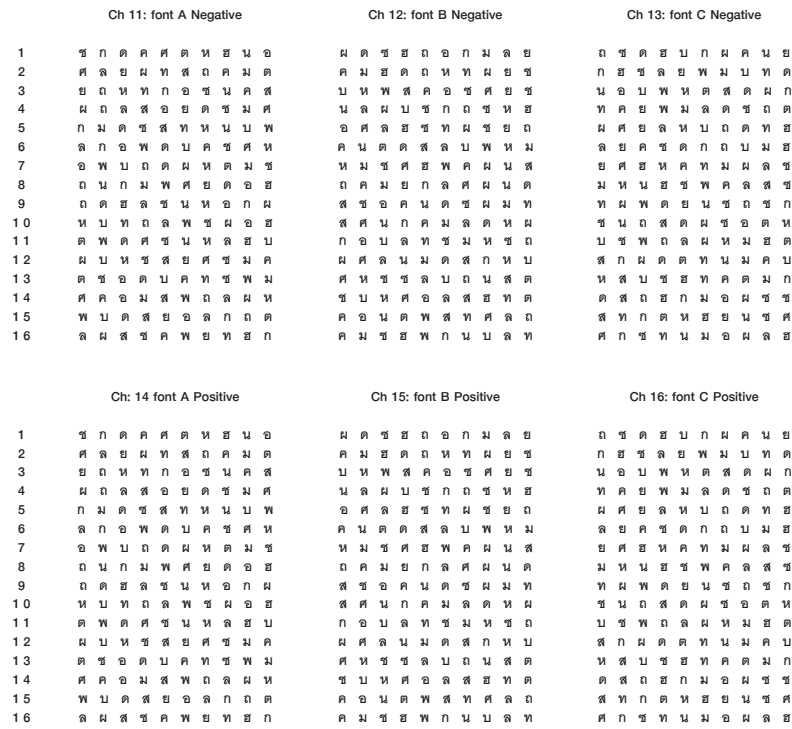 Ch 11: font A Negative Ch 12: font B Negative Ch 13: font C Negative
1 ช ก ด ค ศ ต ห ฮ น อ ผ ด ซ ฮ ถ อ ก ม ล ย ถ ซ ด ฮ บ ก ผ ค น ย
2 ศ ล ย ผ ท ส ถ ค ม ต ค ม ฮ ด ถ ห ท ผ ย ช ก ฮ ช ล ย พ ม บ ท ด
3 ย ถ ห ท ก อ ซ น ค ส บ ห พ ส ค อ ซ ศ ย ช น อ บ พ ห ต ส ด ผ ก
4 ผ ถ ล ส อ ย ด ช ม ศ น ล ผ บ ช ก ถ ซ ห ฮ ท ค ย พ ม ล ด ช ถ ต
5 ก ม ด ซ ส ท ห น บ พ อ ศ ล ฮ ซ ท ผ ช ย ถ ผ ศ ย ล ห บ ถ ด ท ฮ
6 ล ก อ พ ด บ ค ช ศ ห ค น ต ด ส ล บ พ ห ม ล ย ค ช ด ก ถ บ ม ฮ
7 อ พ บ ถ ด ผ ห ต ม ช ห ม ช ศ ฮ พ ค ผ น ส ย ศ ฮ ห ค ท ม ผ ล ช
8 ถ น ก ม พ ศ ย ด อ ฮ ถ ค ม ย ก ล ศ ผ น ด ม ห น ฮ ช พ ค ล ส ซ
9 ถ ด ฮ ล ช น ห อ ก ผ ส ช อ ค น ด ซ ผ ม ท ท ผ พ ด ย น ซ ถ ช ก
10 ห บ ท ถ ล พ ช ผ อ ฮ ส ศ น ก ค ม ล ด ห ผ ช น ถ ส ด ผ ซ อ ต ห
11 ต พ ด ศ ซ น ห ล ฮ บ ก อ บ ล ท ช ม ห ซ ถ บ ช พ ถ ล ผ ห ม ฮ ต
12 ผ บ ห ช ส ย ศ ซ ม ค ผ ศ ล น ม ด ส ก ห บ ส ก ผ ด ต ท น ม ค บ
13 ต ช อ ด บ ค ท ซ พ ม ศ ห ช ซ ล บ ถ น ส ต ห ส บ ช ฮ ท ค ต ม ก
14 ศ ค อ ม ส พ ถ ล ผ ห ช บ ห ศ อ ล ส ฮ ท ต ด ส ถ ฮ ก ม อ ผ ซ ช
15 พ บ ด ส ย อ ล ก ถ ต ค อ น ต พ ส ท ศ ล ถ ส ท ก ต ห ฮ ย น ซ ศ
16 ล ผ ส ช ค พ ย ท ฮ ก ค ม ช ฮ พ ก น บ ล ท ศ ก ซ ท น ม อ ผ ล ฮ
Ch: 14 font A Positive Ch 15: font B Positive Ch 16: font C Positive
1 ช ก ด ค ศ ต ห ฮ น อ ผ ด ซ ฮ ถ อ ก ม ล ย ถ ซ ด ฮ บ ก ผ ค น ย
2 ศ ล ย ผ ท ส ถ ค ม ต ค ม ฮ ด ถ ห ท ผ ย ช ก ฮ ช ล ย พ ม บ ท ด
3 ย ถ ห ท ก อ ซ น ค ส บ ห พ ส ค อ ซ ศ ย ช น อ บ พ ห ต ส ด ผ ก
4 ผ ถ ล ส อ ย ด ช ม ศ น ล ผ บ ช ก ถ ซ ห ฮ ท ค ย พ ม ล ด ช ถ ต
5 ก ม ด ซ ส ท ห น บ พ อ ศ ล ฮ ซ ท ผ ช ย ถ ผ ศ ย ล ห บ ถ ด ท ฮ
6 ล ก อ พ ด บ ค ช ศ ห ค น ต ด ส ล บ พ ห ม ล ย ค ช ด ก ถ บ ม ฮ
7 อ พ บ ถ ด ผ ห ต ม ช ห ม ช ศ ฮ พ ค ผ น ส ย ศ ฮ ห ค ท ม ผ ล ช
8 ถ น ก ม พ ศ ย ด อ ฮ ถ ค ม ย ก ล ศ ผ น ด ม ห น ฮ ช พ ค ล ส ซ
9 ถ ด ฮ ล ช น ห อ ก ผ ส ช อ ค น ด ซ ผ ม ท ท ผ พ ด ย น ซ ถ ช ก
10 ห บ ท ถ ล พ ช ผ อ ฮ ส ศ น ก ค ม ล ด ห ผ ช น ถ ส ด ผ ซ อ ต ห
11 ต พ ด ศ ซ น ห ล ฮ บ ก อ บ ล ท ช ม ห ซ ถ บ ช พ ถ ล ผ ห ม ฮ ต
12 ผ บ ห ช ส ย ศ ซ ม ค ผ ศ ล น ม ด ส ก ห บ ส ก ผ ด ต ท น ม ค บ
13 ต ช อ ด บ ค ท ซ พ ม ศ ห ช ซ ล บ ถ น ส ต ห ส บ ช ฮ ท ค ต ม ก
14 ศ ค อ ม ส พ ถ ล ผ ห ช บ ห ศ อ ล ส ฮ ท ต ด ส ถ ฮ ก ม อ ผ ซ ช
15 พ บ ด ส ย อ ล ก ถ ต ค อ น ต พ ส ท ศ ล ถ ส ท ก ต ห ฮ ย น ซ ศ
16 ล ผ ส ช ค พ ย ท ฮ ก ค ม ช ฮ พ ก น บ ล ท ศ ก ซ ท น ม อ ผ ล ฮ